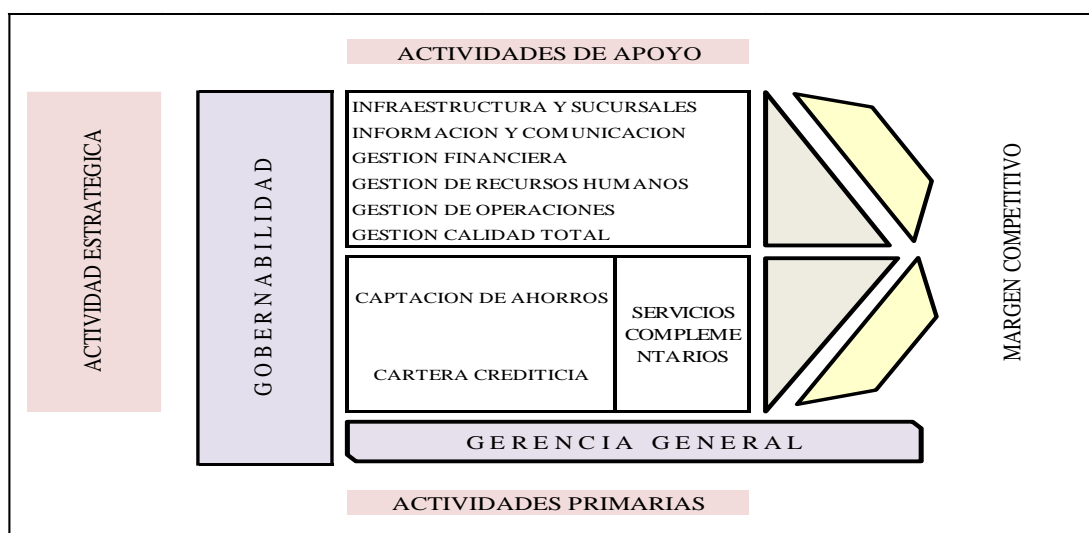 ACTIVIDADES DE APOYO
ACTIVIDAD ESTRATEGICA
GOBERNABILIDAD
INFRAESTRUCTURA Y SUCURSALES
INFORMACION Y COMUNICACION
GESTION FINANCIERA
GESTION DE RECURSOS HUMANOS
GESTION DE OPERACIONES
GESTION CALIDAD TOTAL
CAPTACION DE AHORROS
CARTERA CREDITICIA
SERVICIOS
COMPLEME
NTARIOS
MARGEN COMPETITIVO
GERENCIA GENERAL
ACTIVIDADES PRIMARIAS